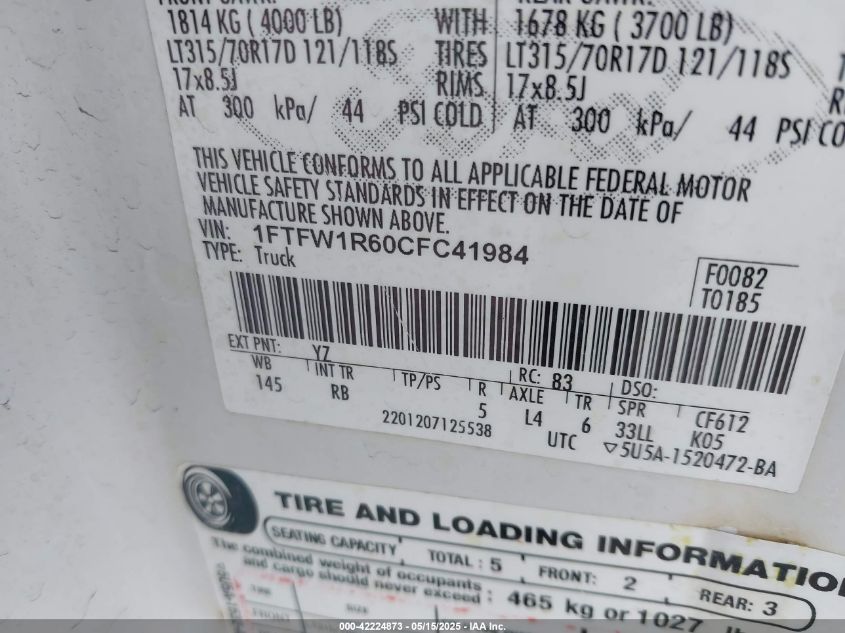 1814 KG ( 4000 LB) WITH 1678 KG ( 3700 LB)
LT315/70R17D 121/118S TIRES LT315/70R17D 121/118S
17x8.5J RIMS 17x8.5J
AT 300 kPa/ 44 PSI COLD AT 300 kPa/ 44 PSI CO
THIS VEHICLE CONFORMS TO ALL APPLICABLE FEDERAL MOTOR
VEHICLE SAFETY STANDARDS IN EFFECT ON THE DATE OF
MANUFACTURE SHOWN ABOVE.
VIN: 1FTFW1R60CFC41984
TYPE: Truck
F0082
T0185
EXT PNT: YZ RC: 83 DSO:
WB INT TR TP/PS R AXLE TR SPR CF612
145 RB 5 L4 6 33LL K05
2201207125538 UTC ▽5U5A-1520472-BA
TIRE AND LOADING INFORMATION
SEATING CAPACITY TOTAL : 5 FRONT: 2 REAR: 3
The combined weight of occupants
and cargo should never exceed : 465 kg or 1027
000-42224873 - 05/15/2025 - IAA Inc.